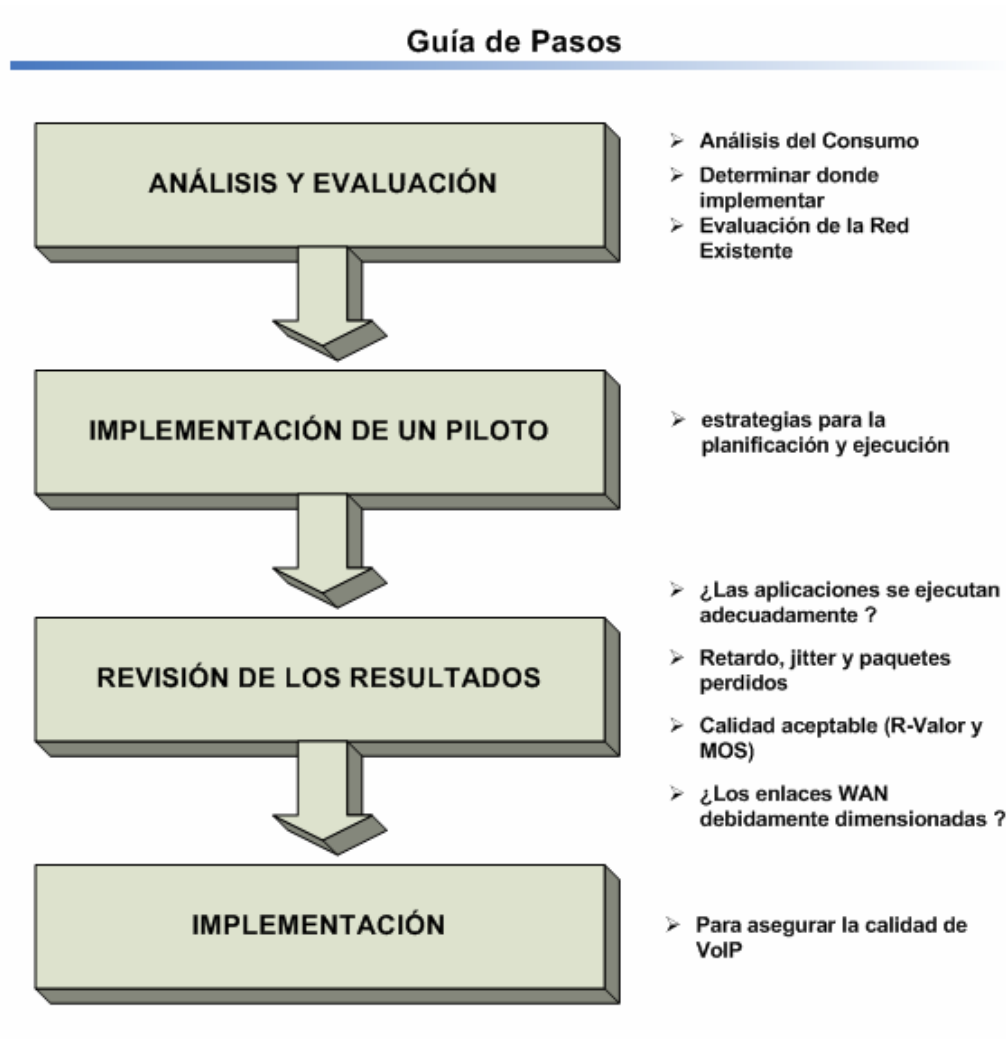 Guía de Pasos
ANÁLISIS Y EVALUACIÓN
➢ Análisis del Consumo
➢ Determinar donde
implementar
➢ Evaluación de la Red
Existente
IMPLEMENTACIÓN DE UN PILOTO
➢ estrategias para la
planificación y ejecución
REVISIÓN DE LOS RESULTADOS
➢ ¿Las aplicaciones se ejecutan
adecuadamente ?
➢ Retardo, jitter y paquetes
perdidos
➢ Calidad aceptable (R-Valor y
MOS)
➢ ¿Los enlaces WAN
debidamente dimensionadas ?
IMPLEMENTACIÓN
➢ Para asegurar la calidad de
VoIP